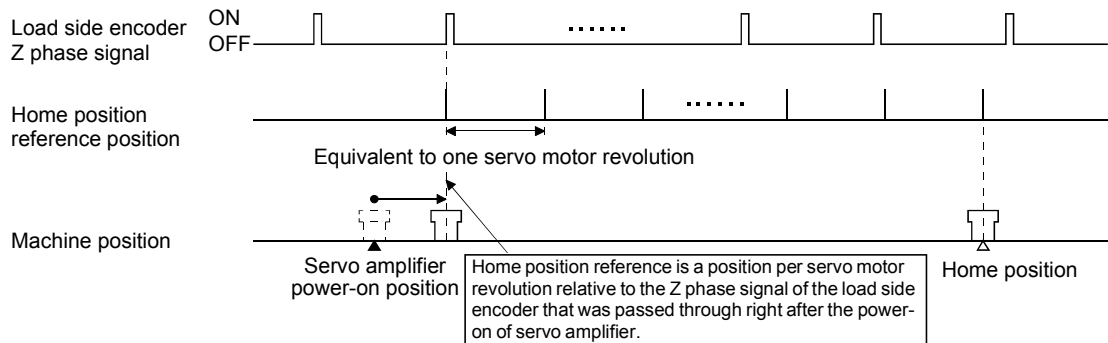 Load side encoder
Z phase signal
ON
OFF
Home position
reference position
Equivalent to one servo motor revolution
Machine position
Servo amplifier
power-on position
Home position reference is a position per servo motor
revolution relative to the Z phase signal of the load side
encoder that was passed through right after the power-
on of servo amplifier.
Home position